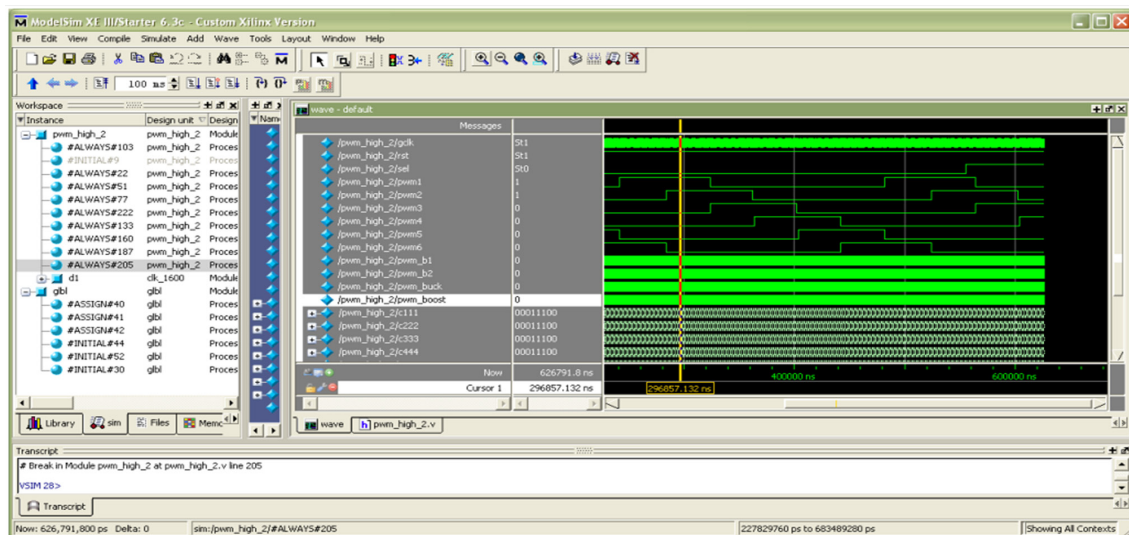 ModelSim XE III/Starter 6.3c - Custom Xilinx Version
File Edit View Compile Simulate Add Wave Tools Layout Window Help
100 ns
Workspace
Instance Design unit Design
pwm_high_2 pwm_high_2 Module
#ALWAYS#103 pwm_high_2 Proces
#INITIAL#9 pwm_high_2 Proces
#ALWAYS#22 pwm_high_2 Proces
#ALWAYS#51 pwm_high_2 Proces
#ALWAYS#77 pwm_high_2 Proces
#ALWAYS#222 pwm_high_2 Proces
#ALWAYS#133 pwm_high_2 Proces
#ALWAYS#160 pwm_high_2 Proces
#ALWAYS#187 pwm_high_2 Proces
#ALWAYS#205 pwm_high_2 Proces
d1 clk_1600 Module
glbl glbl Module
#ASSIGN#40 glbl Proces
#ASSIGN#41 glbl Proces
#ASSIGN#42 glbl Proces
#INITIAL#44 glbl Proces
#INITIAL#52 glbl Proces
#INITIAL#30 glbl Proces
Library sim Files Memo
Nam
wave - default
Messages
/pwm_high_2/gclk St1
/pwm_high_2/rst St1
/pwm_high_2/sel St0
/pwm_high_2/pwm1 1
/pwm_high_2/pwm2 1
/pwm_high_2/pwm3 0
/pwm_high_2/pwm4 0
/pwm_high_2/pwm5 0
/pwm_high_2/pwm6 0
/pwm_high_2/pwm_b1 0
/pwm_high_2/pwm_b2 0
/pwm_high_2/pwm_buck 0
/pwm_high_2/pwm_boost 0
/pwm_high_2/c111 00011100
/pwm_high_2/c222 00011100
/pwm_high_2/c333 00011100
/pwm_high_2/c444 00011100
Now 626791.8 ns 400000 ns 600000 ns
Cursor 1 296857.132 ns 296857.132 ns
wave pwm_high_2.v
Transcript
# Break in Module pwm_high_2 at pwm_high_2.v line 205
VSIM 28>
Transcript
Now: 626,791,800 ps Delta: 0 sim:/pwm_high_2/#ALWAYS#205 227829760 ps to 683489280 ps Showing All Contexts